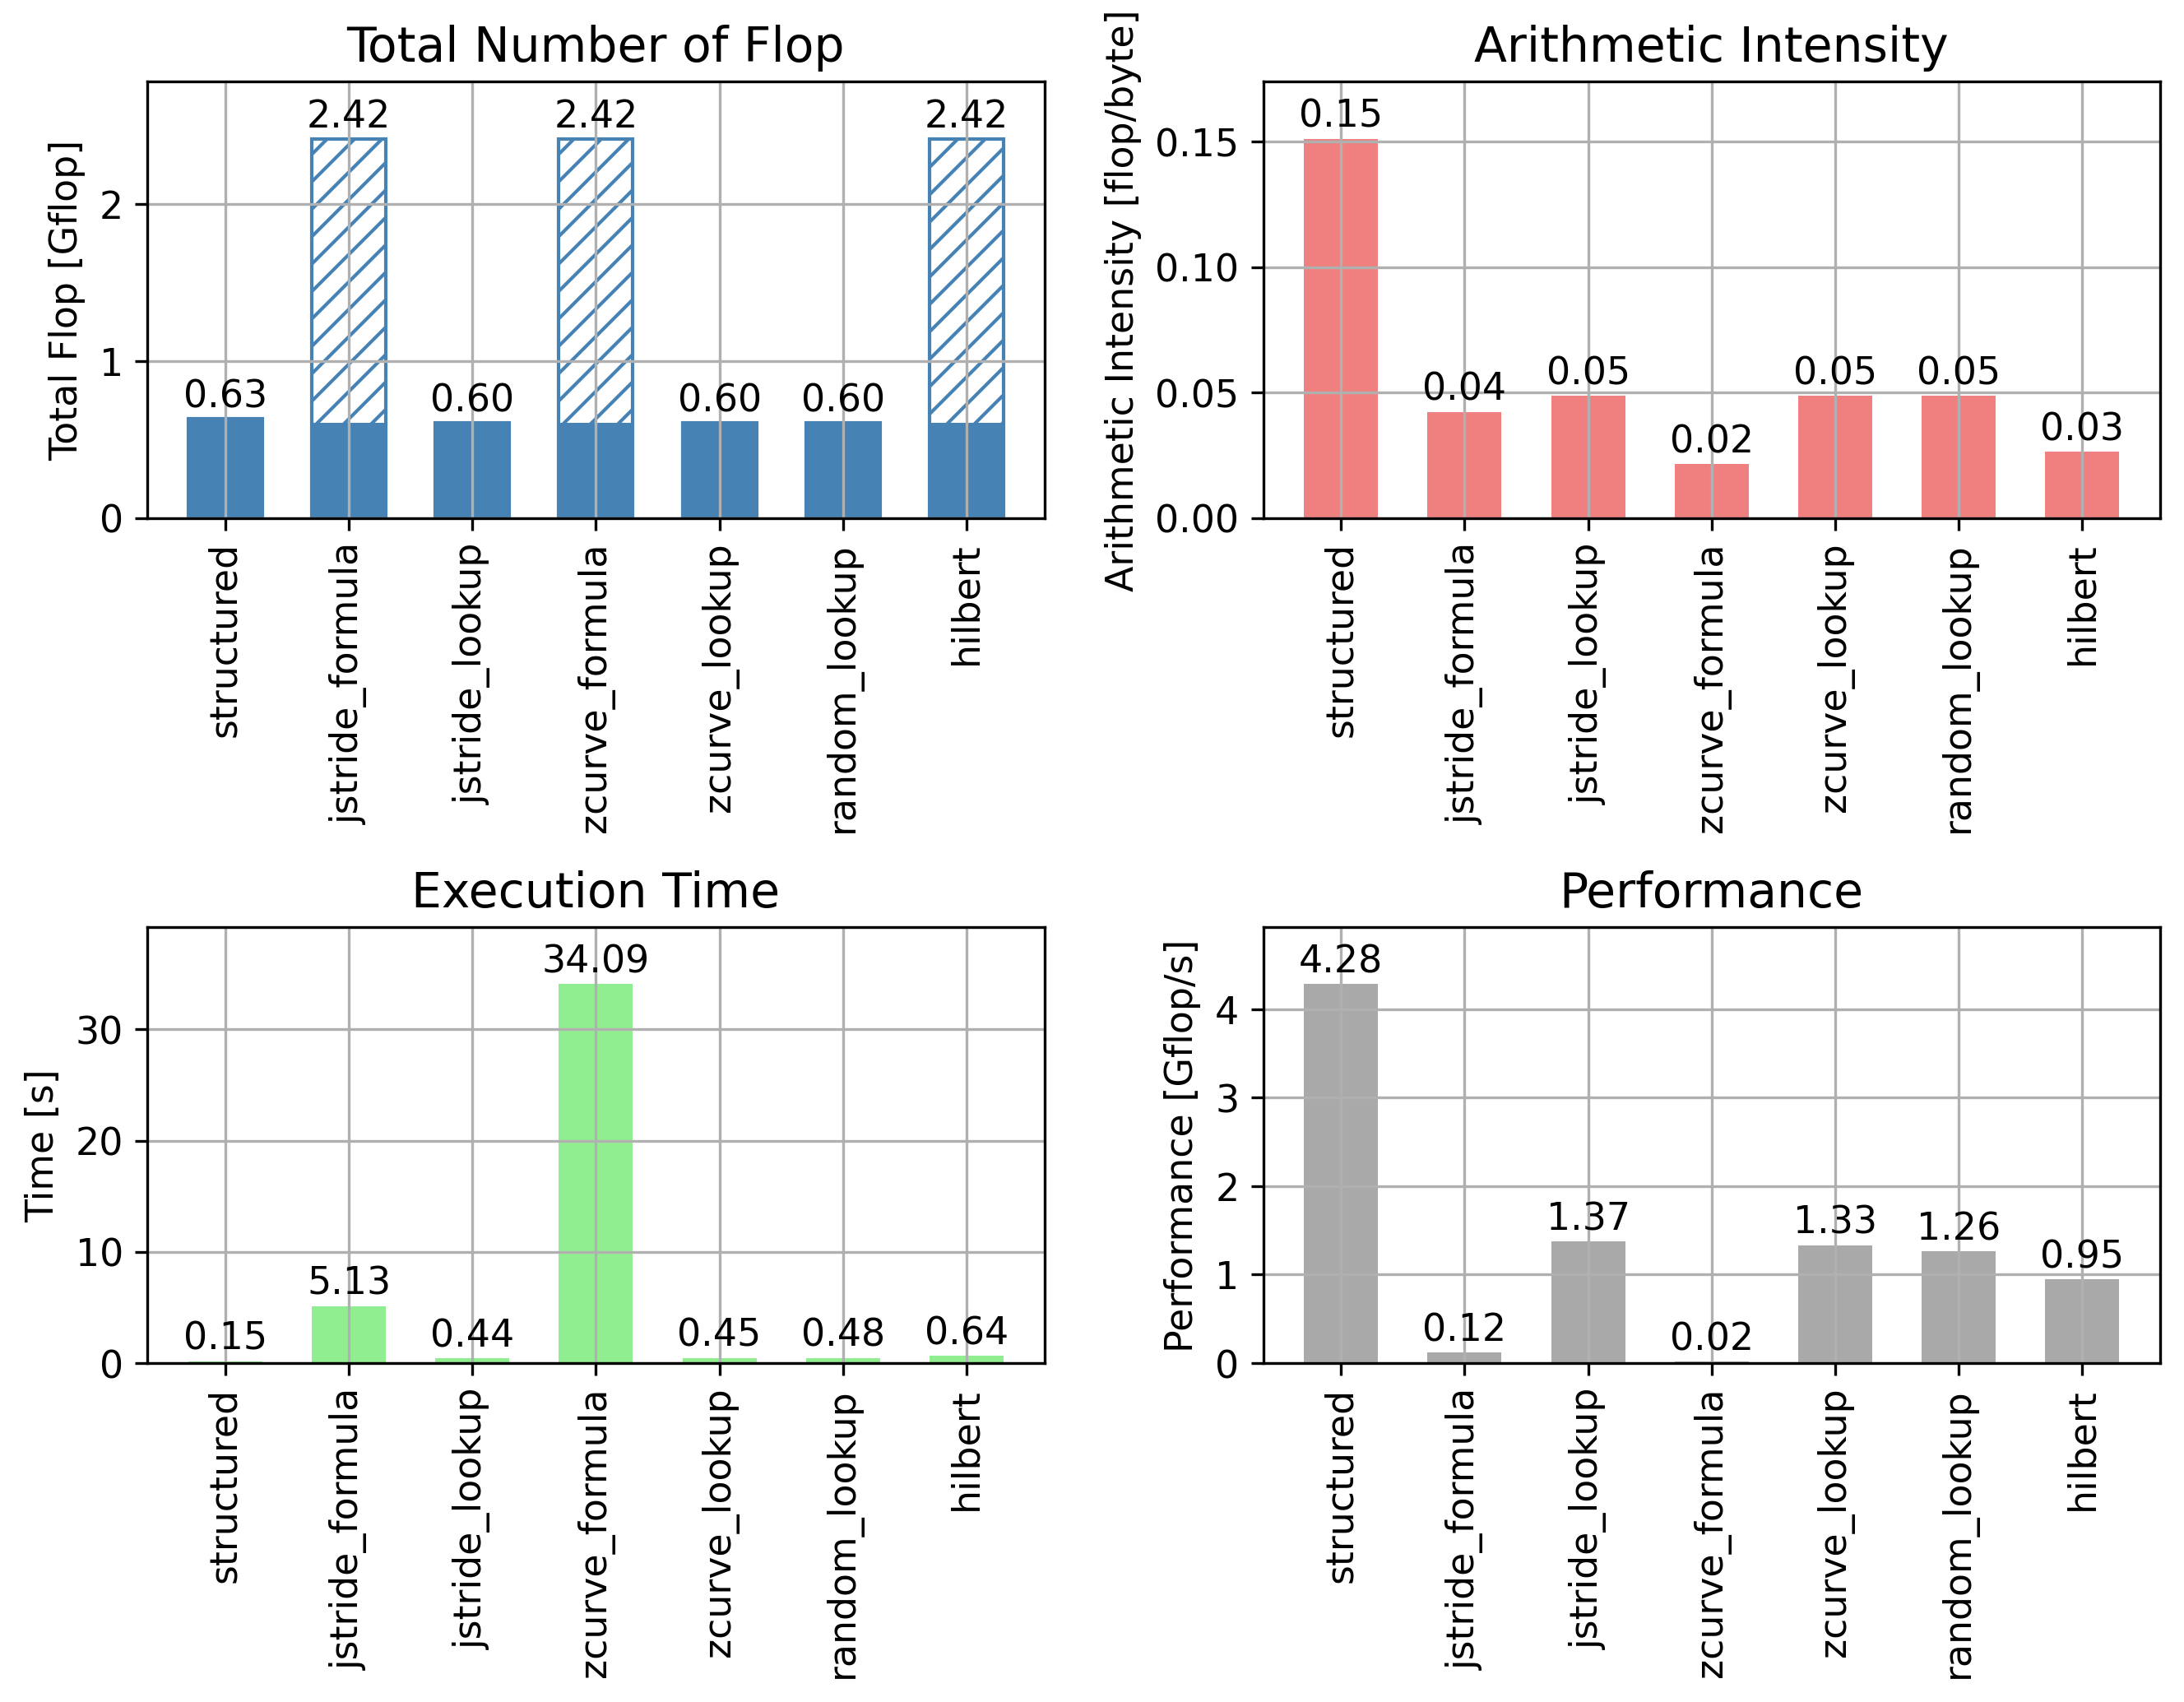 Total Number of Flop
Total Flop [Gflop]
2
1
0
0.63
2.42
0.60
2.42
0.60
0.60
2.42
structured
jstride_formula
jstride_lookup
zcurve_formula
zcurve_lookup
random_lookup
hilbert
Arithmetic Intensity
Arithmetic Intensity [flop/byte]
0.15
0.10
0.05
0.00
0.15
0.04
0.05
0.02
0.05
0.05
0.03
structured
jstride_formula
jstride_lookup
zcurve_formula
zcurve_lookup
random_lookup
hilbert
Execution Time
Time [s]
30
20
10
0
0.15
5.13
0.44
34.09
0.45
0.48
0.64
structured
jstride_formula
jstride_lookup
zcurve_formula
zcurve_lookup
random_lookup
hilbert
Performance
Performance [Gflop/s]
4
3
2
1
0
4.28
0.12
1.37
0.02
1.33
1.26
0.95
structured
jstride_formula
jstride_lookup
zcurve_formula
zcurve_lookup
random_lookup
hilbert